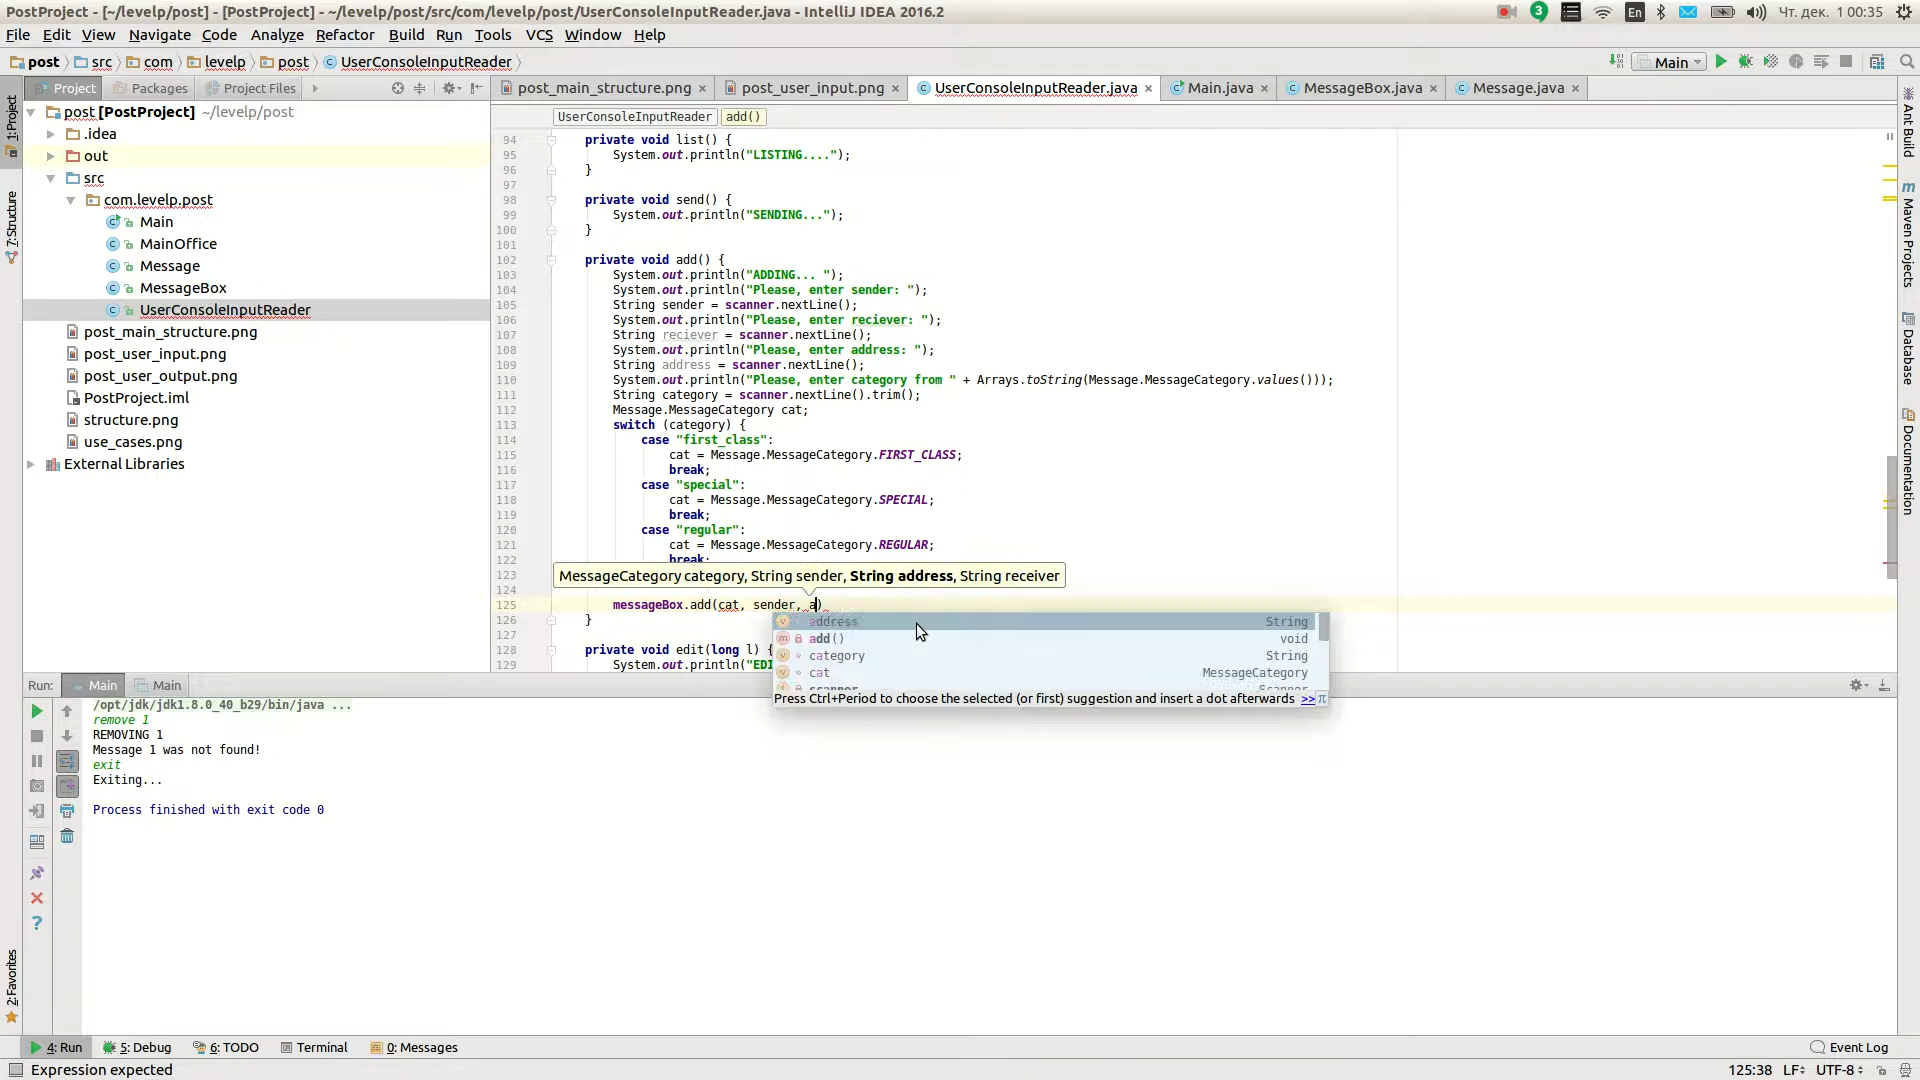 PostProject - [~/levelp/post] - [PostProject] - ~/levelp/post/src/com/levelp/post/UserConsoleInputReader.java - IntelliJ IDEA 2016.2
3 En Чт. дек. 1 00:35
File Edit View Navigate Code Analyze Refactor Build Run Tools VCS Window Help
post src com levelp post UserConsoleInputReader Main
Project Packages Project Files post_main_structure.png post_user_input.png UserConsoleInputReader.java Main.java MessageBox.java Message.java
1: Project
7: Structure
2: Favorites
Ant Build
Maven Projects
Database
Documentation
post [PostProject] ~/levelp/post
.idea
out
src
com.levelp.post
Main
MainOffice
Message
MessageBox
UserConsoleInputReader
post_main_structure.png
post_user_input.png
post_user_output.png
PostProject.iml
structure.png
use_cases.png
External Libraries
UserConsoleInputReader add()
94 private void list() {
95 System.out.println("LISTING....");
96 }
97
98 private void send() {
99 System.out.println("SENDING...");
100 }
101
102 private void add() {
103 System.out.println("ADDING... ");
104 System.out.println("Please, enter sender: ");
105 String sender = scanner.nextLine();
106 System.out.println("Please, enter reciever: ");
107 String reciever = scanner.nextLine();
108 System.out.println("Please, enter address: ");
109 String address = scanner.nextLine();
110 System.out.println("Please, enter category from " + Arrays.toString(Message.MessageCategory.values()));
111 String category = scanner.nextLine().trim();
112 Message.MessageCategory cat;
113 switch (category) {
114 case "first_class":
115 cat = Message.MessageCategory.FIRST_CLASS;
116 break;
117 case "special":
118 cat = Message.MessageCategory.SPECIAL;
119 break;
120 case "regular":
121 cat = Message.MessageCategory.REGULAR;
122 break;
123 MessageCategory category, String sender, String address, String receiver
124
125 messageBox.add(cat, sender, a)
126 }
127
128 private void edit(long l) {
129 System.out.println("EDI
address String
add() void
category String
cat MessageCategory
scanner Scanner
Press Ctrl+Period to choose the selected (or first) suggestion and insert a dot afterwards >> π
Run: Main Main
/opt/jdk/jdk1.8.0_40_b29/bin/java ...
remove 1
REMOVING 1
Message 1 was not found!
exit
Exiting...
Process finished with exit code 0
4: Run 5: Debug 6: TODO Terminal 0: Messages Event Log
Expression expected 125:38 LF UTF-8